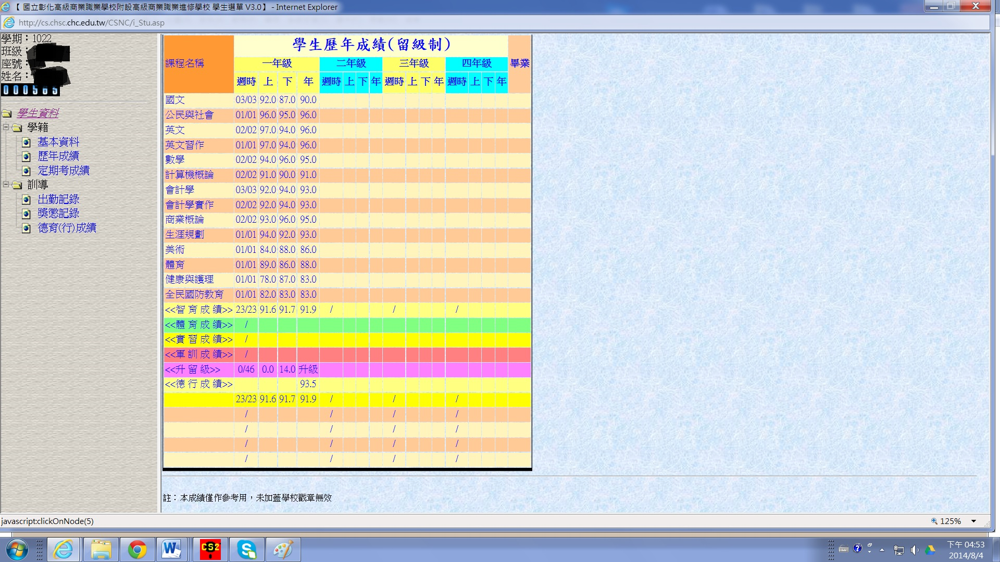 【 國立彰化高級商業職業學校附設高級商業職業進修學校 學生選單 V3.0】 - Internet Explorer
http://cs.chsc.chc.edu.tw/CSNC/i_Stu.asp
學期：1022
班級：
座號：
姓名：
000565
學生資料
學籍
基本資料
歷年成績
定期考成績
訓導
出勤記錄
獎懲記錄
德育(行)成績
學生歷年成績(留級制)
課程名稱 一年級 二年級 三年級 四年級 畢業
週時 上 下 年 週時 上 下 年 週時 上 下 年 週時 上 下 年
國文 03/03 92.0 87.0 90.0
公民與社會 01/01 96.0 95.0 96.0
英文 02/02 97.0 94.0 96.0
英文習作 01/01 97.0 94.0 96.0
數學 02/02 94.0 96.0 95.0
計算機概論 02/02 91.0 90.0 91.0
會計學 03/03 92.0 94.0 93.0
會計學實作 02/02 92.0 94.0 93.0
商業概論 02/02 93.0 96.0 95.0
生涯規劃 01/01 94.0 92.0 93.0
美術 01/01 84.0 88.0 86.0
體育 01/01 89.0 86.0 88.0
健康與護理 01/01 78.0 87.0 83.0
全民國防教育 01/01 82.0 83.0 83.0
<<智 育 成 績>> 23/23 91.6 91.7 91.9 / / /
<<體 育 成 績>> /
<<實 習 成 績>> /
<<軍 訓 成 績>> /
<<升 留 級>> 0/46 0.0 14.0 升級
<<德 行 成 績>> 93.5
23/23 91.6 91.7 91.9 / / /
/ / / /
/ / / /
/ / / /
/ / / /
註：本成績僅作參考用，未加蓋學校戳章無效
javascript:clickOnNode(5)
125%
CS2
下午 04:53
2014/8/4